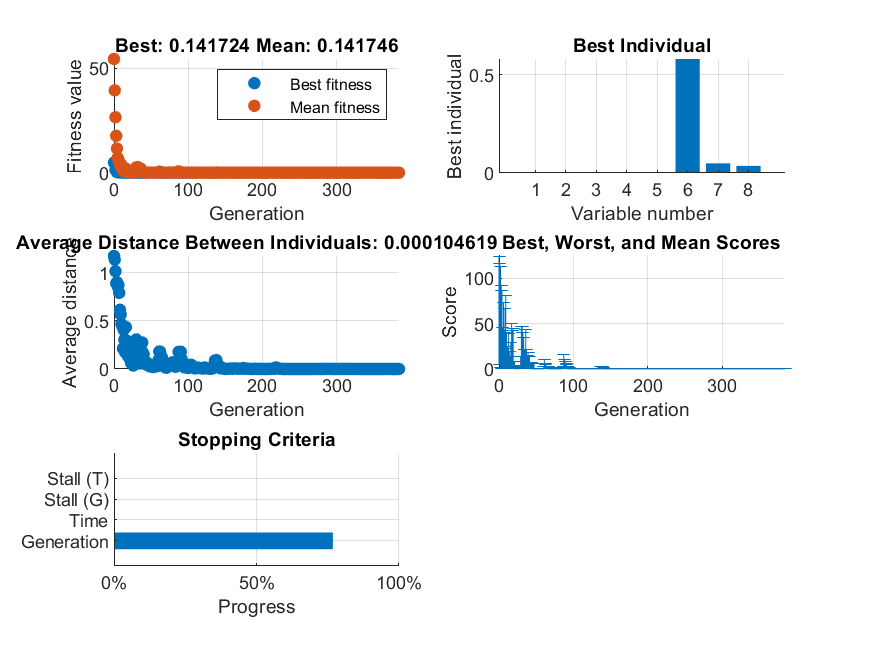 Best: 0.141724 Mean: 0.141746
Fitness value
50
0
Best fitness
Mean fitness
0 100 200 300
Generation
Best Individual
Best individual
0.5
0
1 2 3 4 5 6 7 8
Variable number
Average Distance Between Individuals: 0.000104619
Average distance
1
0.5
0
0 100 200 300
Generation
Best, Worst, and Mean Scores
Score
100
50
0
0 100 200 300
Generation
Stopping Criteria
Stall (T)
Stall (G)
Time
Generation
0% 50% 100%
Progress